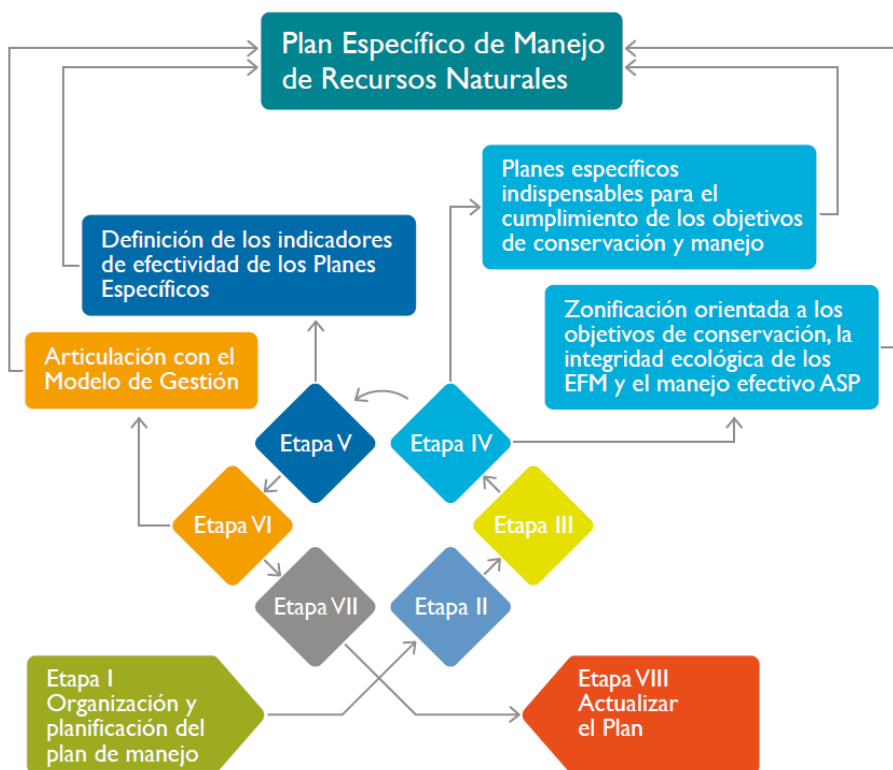 Plan Específico de Manejo
de Recursos Naturales
Planes específicos
indispensables para el
cumplimiento de los objetivos
de conservación y manejo
Definición de los indicadores
de efectividad de los Planes
Específicos
Zonificación orientada a los
objetivos de conservación, la
integridad ecológica de los
EFM y el manejo efectivo ASP
Articulación con el
Modelo de Gestión
Etapa V
Etapa IV
Etapa VI
Etapa III
Etapa VII
Etapa II
Etapa I
Organización y
planificación del
plan de manejo
Etapa VIII
Actualizar
el Plan